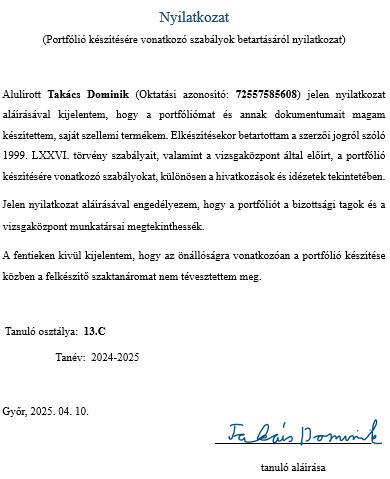 Nyilatkozat
(Portfólió készítésére vonatkozó szabályok betartásáról nyilatkozat)
Alulírott Takács Dominik (Oktatási azonosító: 72557585608) jelen nyilatkozat
aláírásával kijelentem, hogy a portfóliómat és annak dokumentumait magam
készítettem, saját szellemi termékem. Elkészítésekor betartottam a szerzői jogról szóló
1999. LXXVI. törvény szabályait, valamint a vizsgaközpont által előírt, a portfólió
készítésére vonatkozó szabályokat, különösen a hivatkozások és idézetek tekintetében.
Jelen nyilatkozat aláírásával engedélyezem, hogy a portfóliót a bizottsági tagok és a
vizsgaközpont munkatársai megtekinthessék.
A fentieken kívül kijelentem, hogy az önállóságra vonatkozóan a portfólió készítése
közben a felkészítő szaktanáromat nem tévesztettem meg.
Tanuló osztálya: 13.C
Tanév: 2024-2025
Győr, 2025. 04. 10.
Takács Dominik
tanuló aláírása